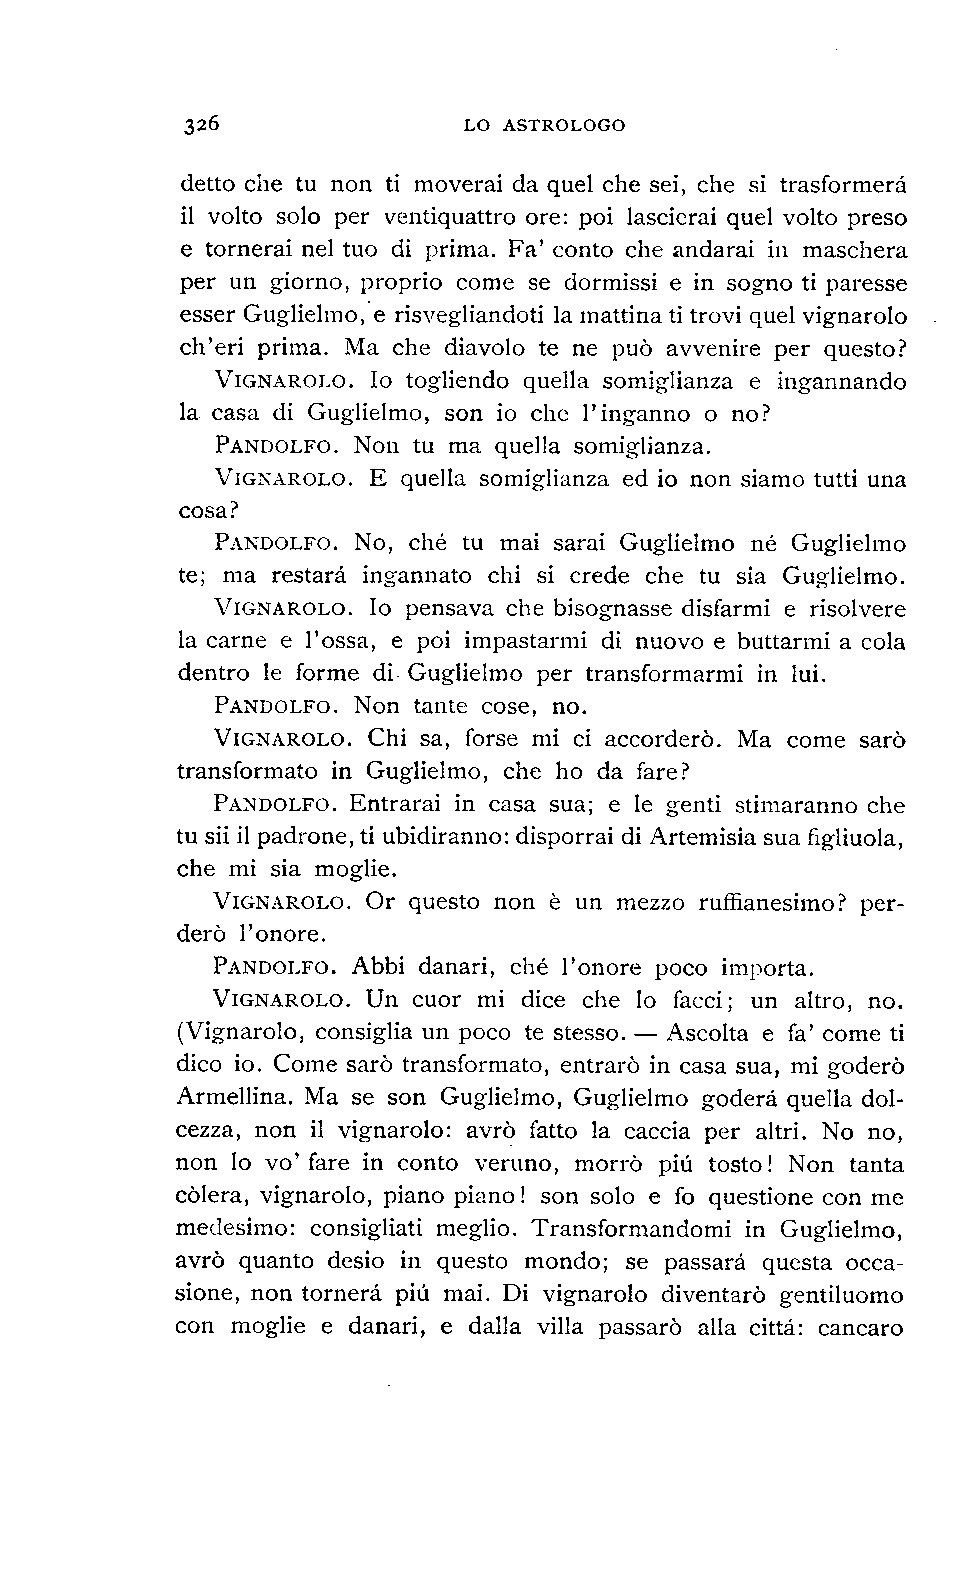 326 LO ASTROLOGO
detto che tu non ti moverai da quel che sei, che si trasformerá
il volto solo per ventiquattro ore: poi lascierai quel volto preso
e tornerai nel tuo di prima. Fa' conto che andarai in maschera
per un giorno, proprio come se dormissi e in sogno ti paresse
esser Guglielmo, e risvegliandoti la mattina ti trovi quel vignarolo
ch'eri prima. Ma che diavolo te ne può avvenire per questo?
VIGNAROLO. Io togliendo quella somiglianza e ingannando
la casa di Guglielmo, son io che l'inganno o no?
PANDOLFO. Non tu ma quella somiglianza.
VIGNAROLO. E quella somiglianza ed io non siamo tutti una
cosa?
PANDOLFO. No, ché tu mai sarai Guglielmo né Guglielmo
te; ma restará ingannato chi si crede che tu sia Guglielmo.
VIGNAROLO. Io pensava che bisognasse disfarmi e risolvere
la carne e l'ossa, e poi impastarmi di nuovo e buttarmi a cola
dentro le forme di Guglielmo per transformarmi in lui.
PANDOLFO. Non tante cose, no.
VIGNAROLO. Chi sa, forse mi ci accorderò. Ma come sarò
transformato in Guglielmo, che ho da fare?
PANDOLFO. Entrarai in casa sua; e le genti stimaranno che
tu sii il padrone, ti ubidiranno: disporrai di Artemisia sua figliuola,
che mi sia moglie.
VIGNAROLO. Or questo non è un mezzo ruffianesimo? per-
derò l'onore.
PANDOLFO. Abbi danari, ché l'onore poco importa.
VIGNAROLO. Un cuor mi dice che lo facci; un altro, no.
(Vignarolo, consiglia un poco te stesso. — Ascolta e fa' come ti
dico io. Come sarò transformato, entrarò in casa sua, mi goderò
Armellina. Ma se son Guglielmo, Guglielmo goderá quella dol-
cezza, non il vignarolo: avrò fatto la caccia per altri. No no,
non lo vo' fare in conto veruno, morrò piú tosto! Non tanta
còlera, vignarolo, piano piano! son solo e fo questione con me
medesimo: consigliati meglio. Transformandomi in Guglielmo,
avrò quanto desio in questo mondo; se passará questa occa-
sione, non tornerá piú mai. Di vignarolo diventarò gentiluomo
con moglie e danari, e dalla villa passarò alla cittá: cancaro